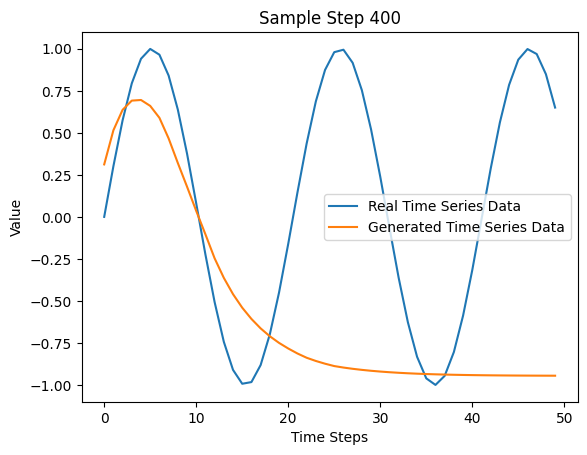 Sample Step 400
1.00
0.75
0.50
0.25
0.00
−0.25
−0.50
−0.75
−1.00
Value
Real Time Series Data
Generated Time Series Data
0 10 20 30 40 50
Time Steps